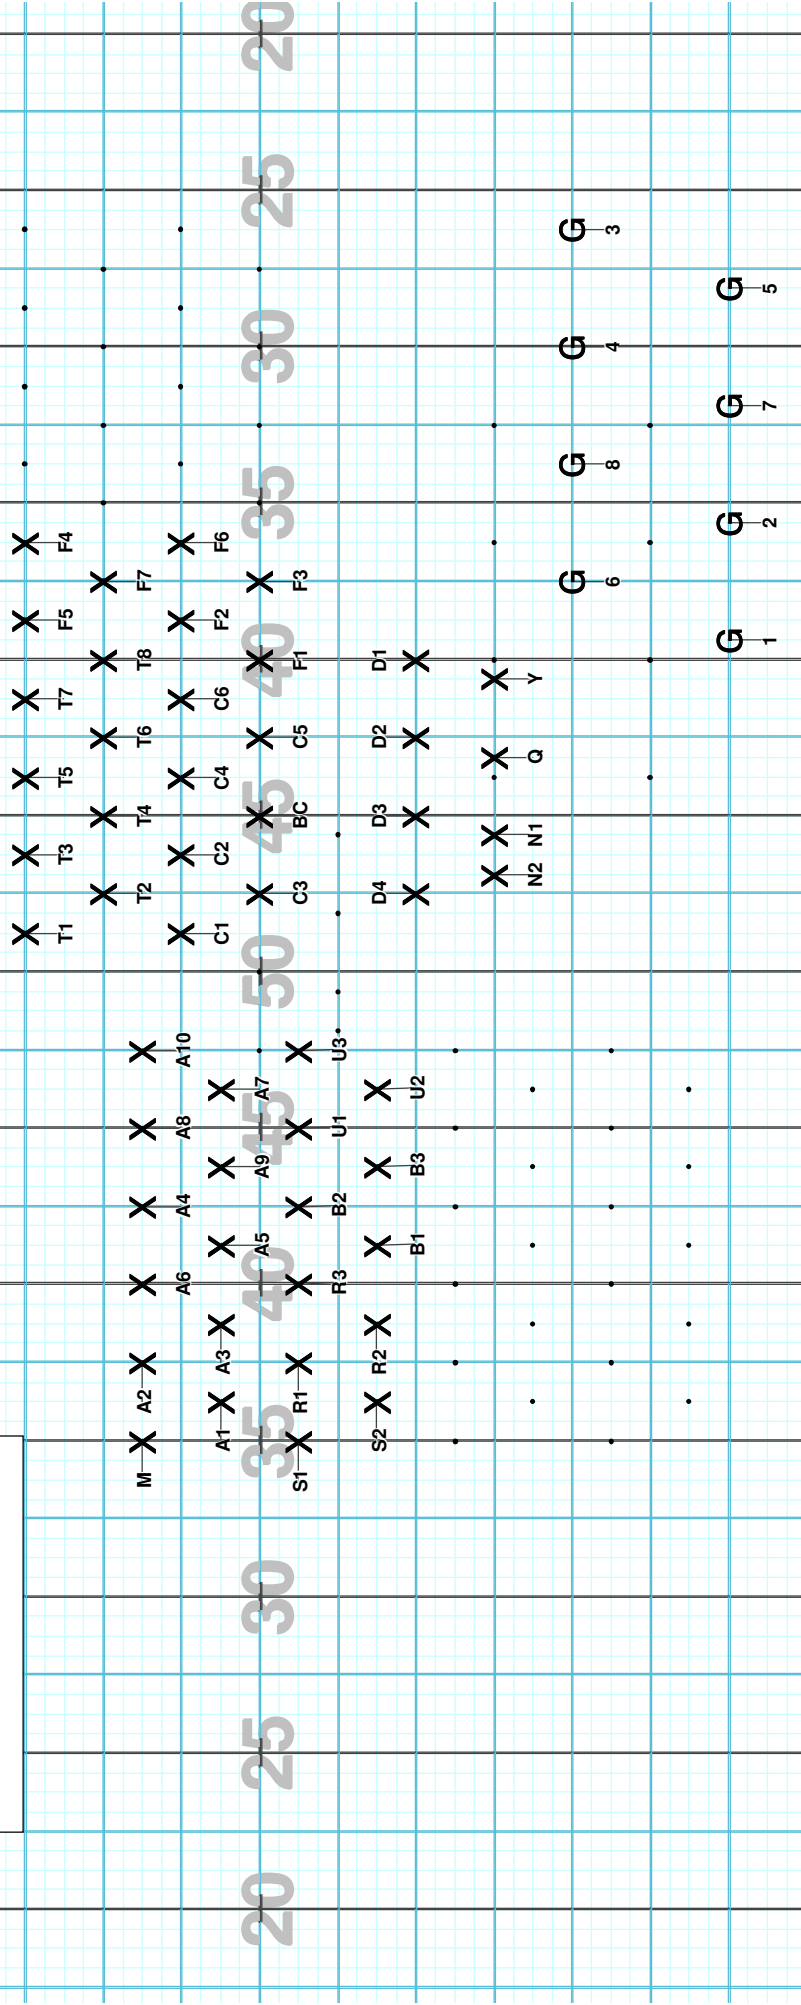 T1 T3 T5 T7 F5 F4
M A2 T2 T4 T6 T8 F7
A6 A4 A8 A10
A1 A3 C1 C2 C4 C6 F2 F6
A5 A9 A7
20 25 30 35 40 45 50 45 40 35 30 25 20
S1 R1 C3 BC C5 F1 F3
R3 B2 U1 U3
S2 R2 D4 D3 D2 D1
B1 B3 U2
X X X X
N2 N1 Q Y
G G G G
6 8 4 3
G G G G
1 2 7 5